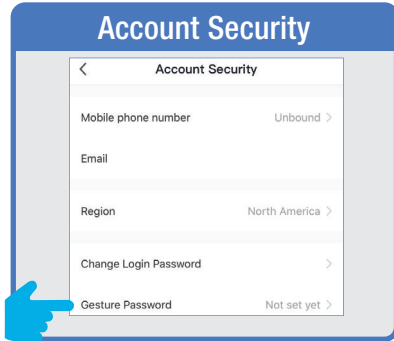 Account Security
Account Security
Mobile phone number Unbound
Email
Region North America
Change Login Password
Gesture Password Not set yet